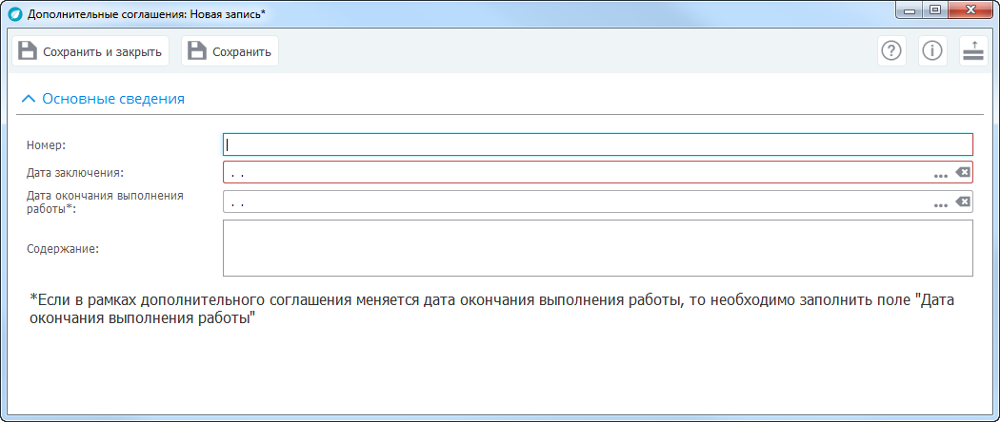 Дополнительные соглашения: Новая запись*
Сохранить и закрыть Сохранить
Основные сведения
Номер:
Дата заключения: . . ...
Дата окончания выполнения
работы*: . . ...
Содержание:
*Если в рамках дополнительного соглашения меняется дата окончания выполнения работы, то необходимо заполнить поле "Дата
окончания выполнения работы"